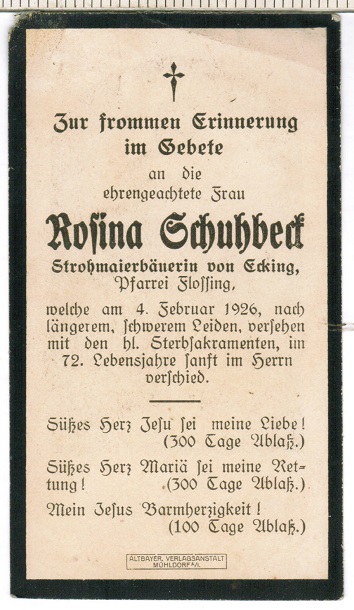 Zur frommen Erinnerung
im Gebete
an die
ehrengeachtete Frau
Rosina Schuhbeck
Strohmaierbäuerin von Ecking,
Pfarrei Flossing,
welche am 4. Februar 1926, nach
längerem, schwerem Leiden, versehen
mit den hl. Sterbsakramenten, im
72. Lebensjahre sanft im Herrn
verschied.
Süßes Herz Jesu sei meine Liebe!
(300 Tage Ablaß.)
Süßes Herz Mariä sei meine Ret-
tung! (300 Tage Ablaß.)
Mein Jesus Barmherzigkeit!
(100 Tage Ablaß.)
ALTBAYER. VERLAGSANSTALT
MÜHLDORF A/I.